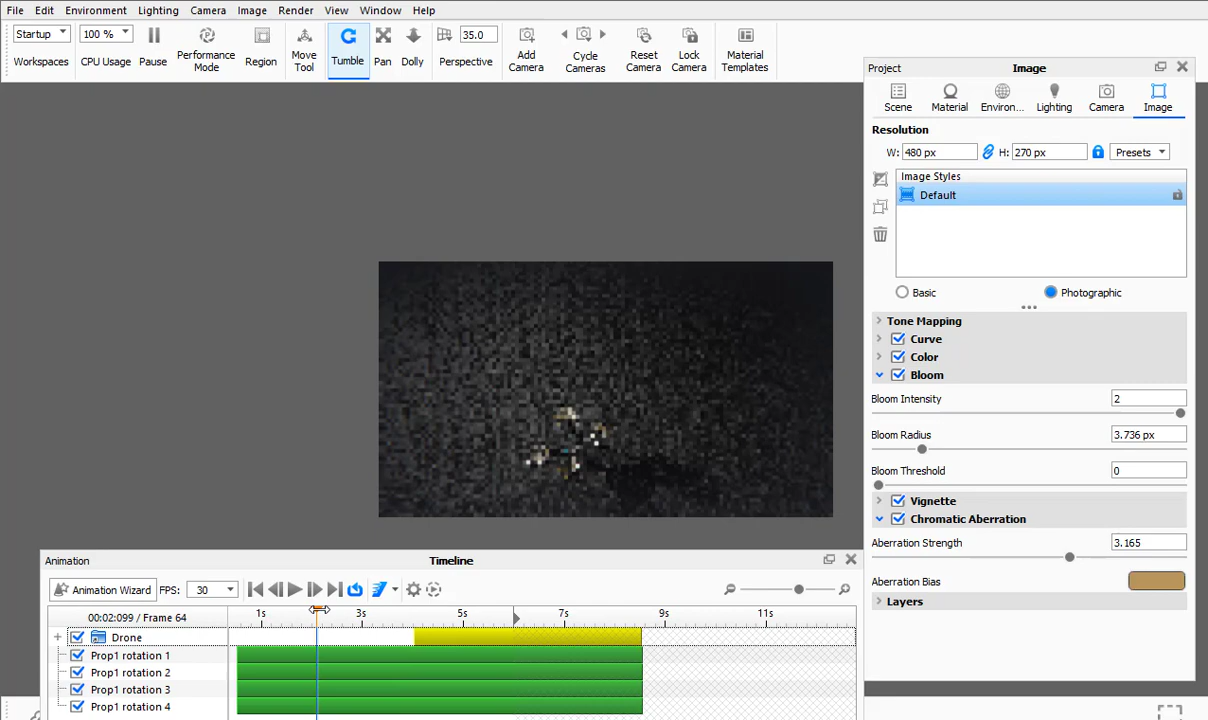 File Edit Environment Lighting Camera Image Render View Window Help
Startup 100 % 35.0
Workspaces CPU Usage Pause Performance Mode Region Move Tool Tumble Pan Dolly Perspective Add Camera Cycle Cameras Reset Camera Lock Camera Material Templates
Project Image
Scene Material Environ... Lighting Camera Image
Resolution
W: 480 px H: 270 px Presets
Image Styles
Default
Basic Photographic
Tone Mapping
Curve
Color
Bloom
Bloom Intensity 2
Bloom Radius 3.736 px
Bloom Threshold 0
Vignette
Chromatic Aberration
Aberration Strength 3.165
Aberration Bias
Layers
Animation Timeline
Animation Wizard FPS: 30
00:02:099 / Frame 64 1s 3s 5s 7s 9s 11s
Drone
Prop1 rotation 1
Prop1 rotation 2
Prop1 rotation 3
Prop1 rotation 4